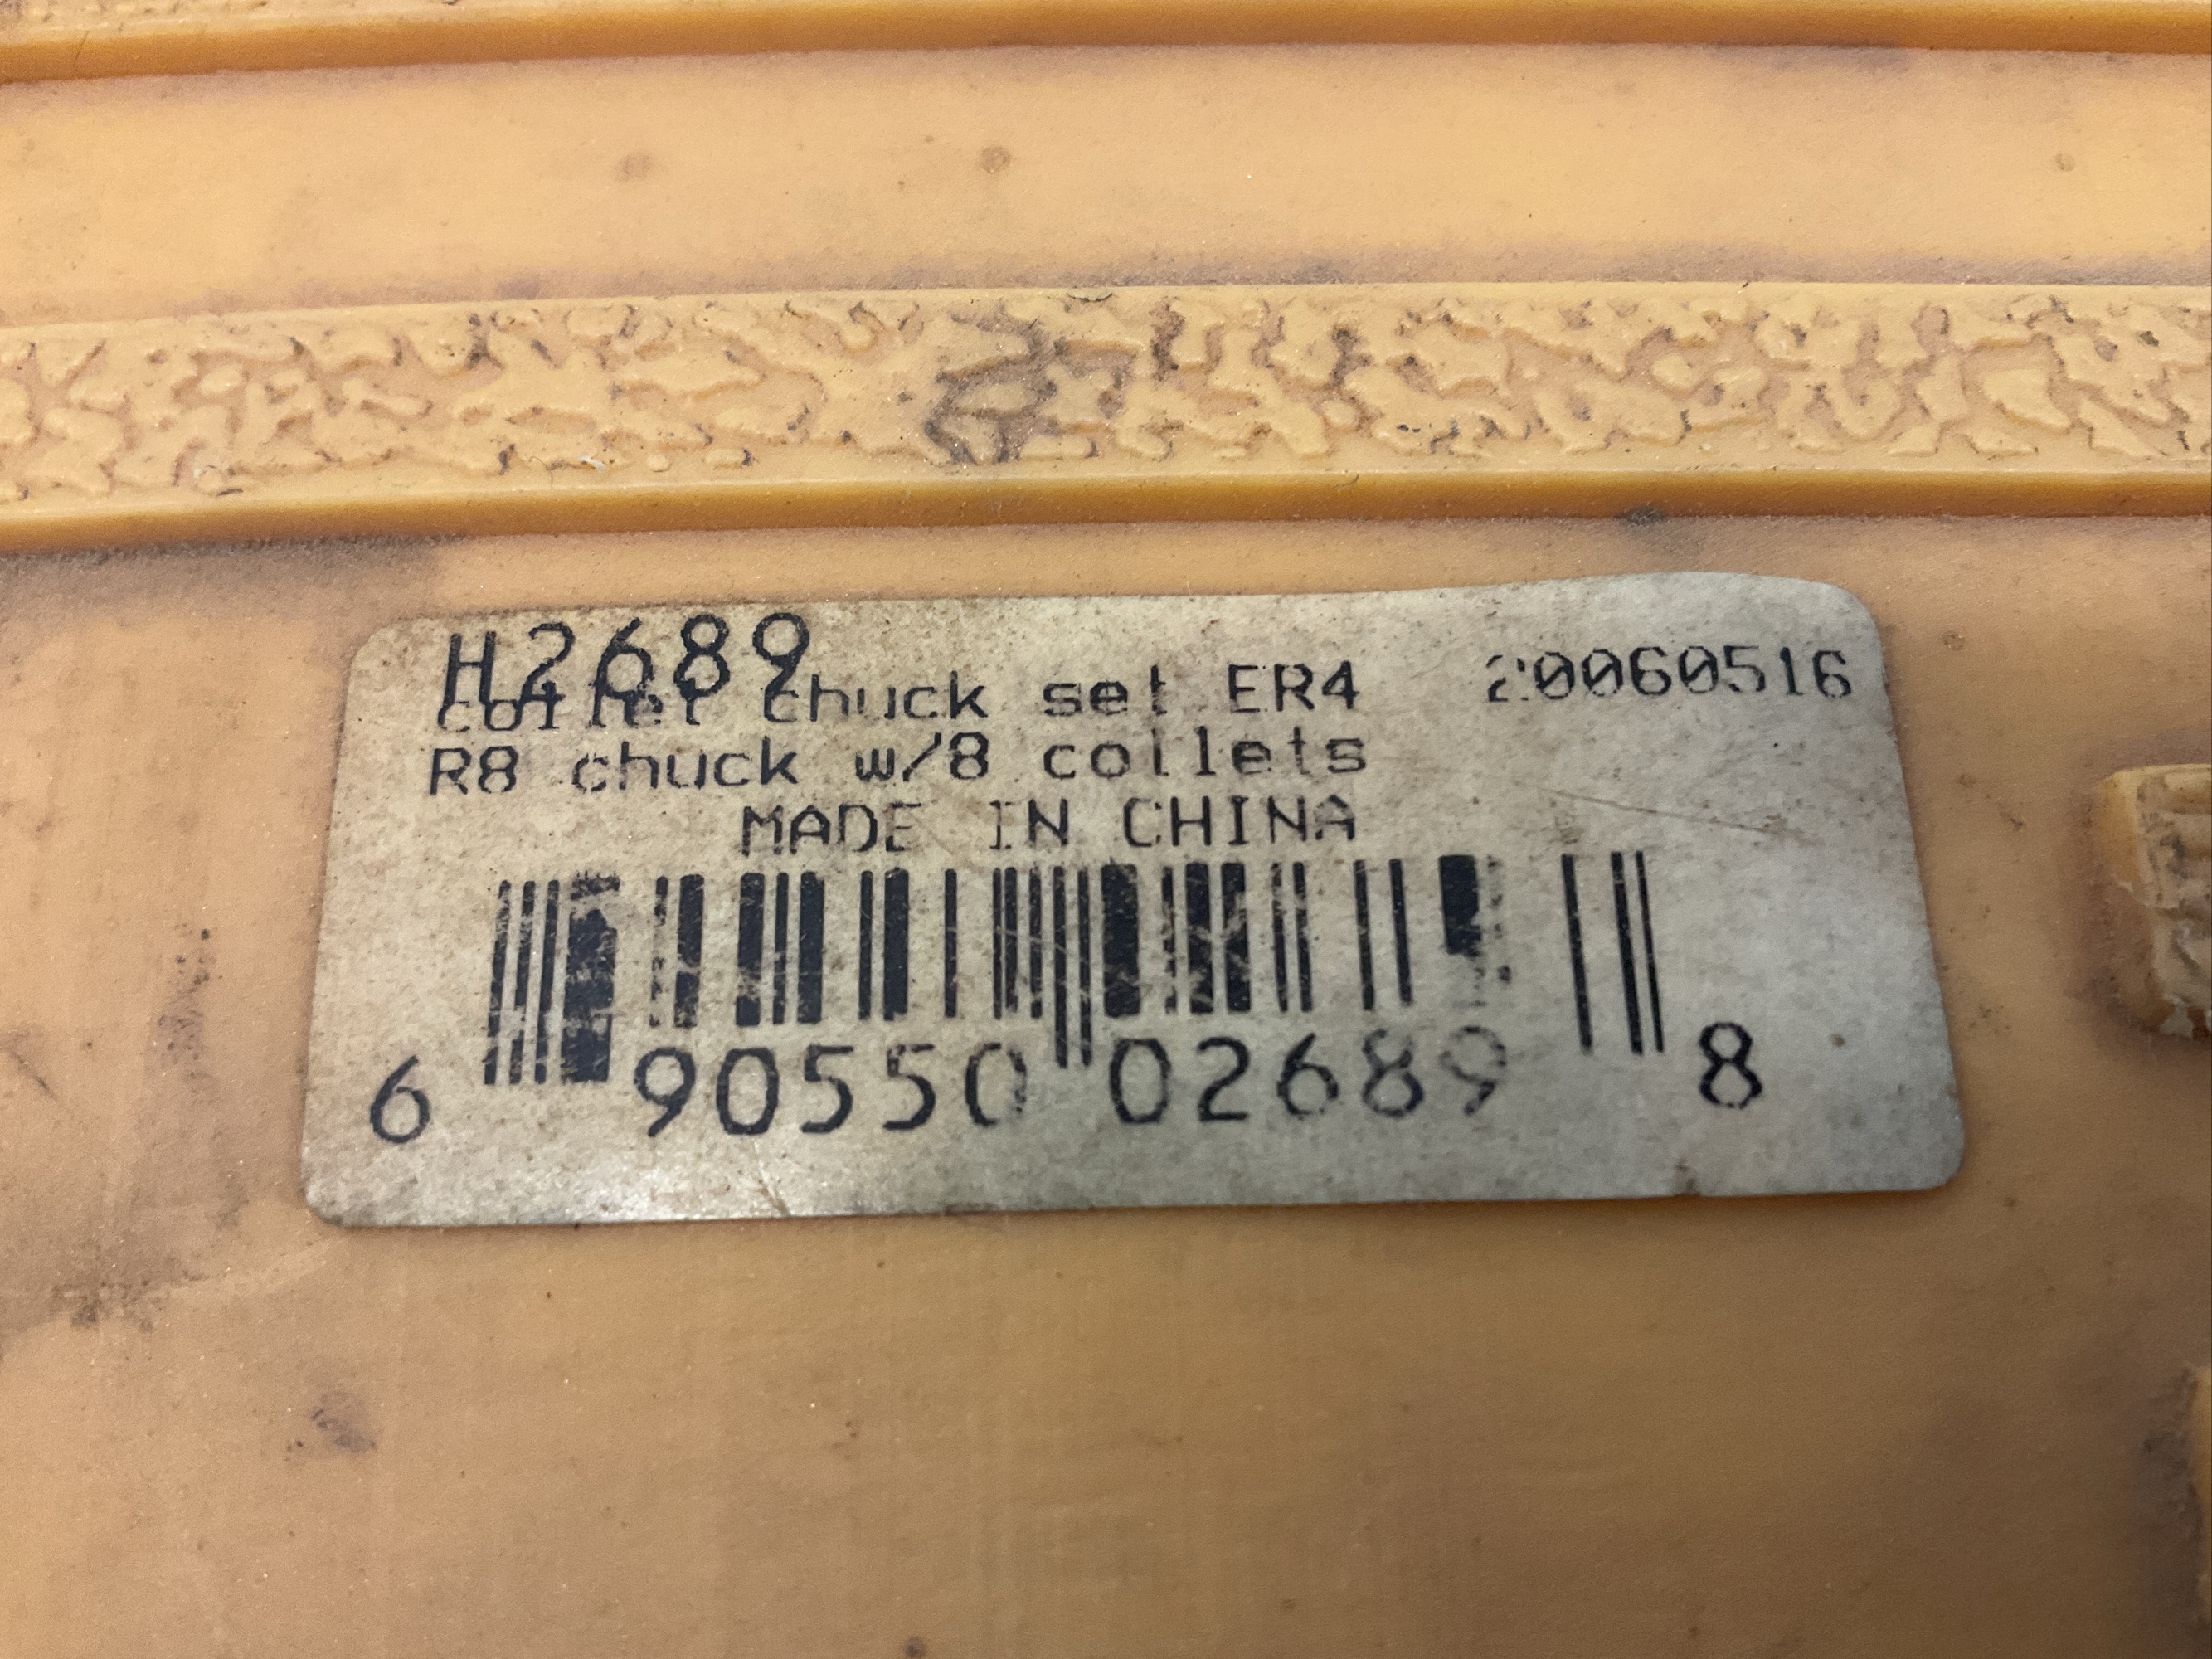 H2689
collet chuck set ER4 20060516
R8 chuck w/8 collets
MADE IN CHINA
6 90550 02689 8